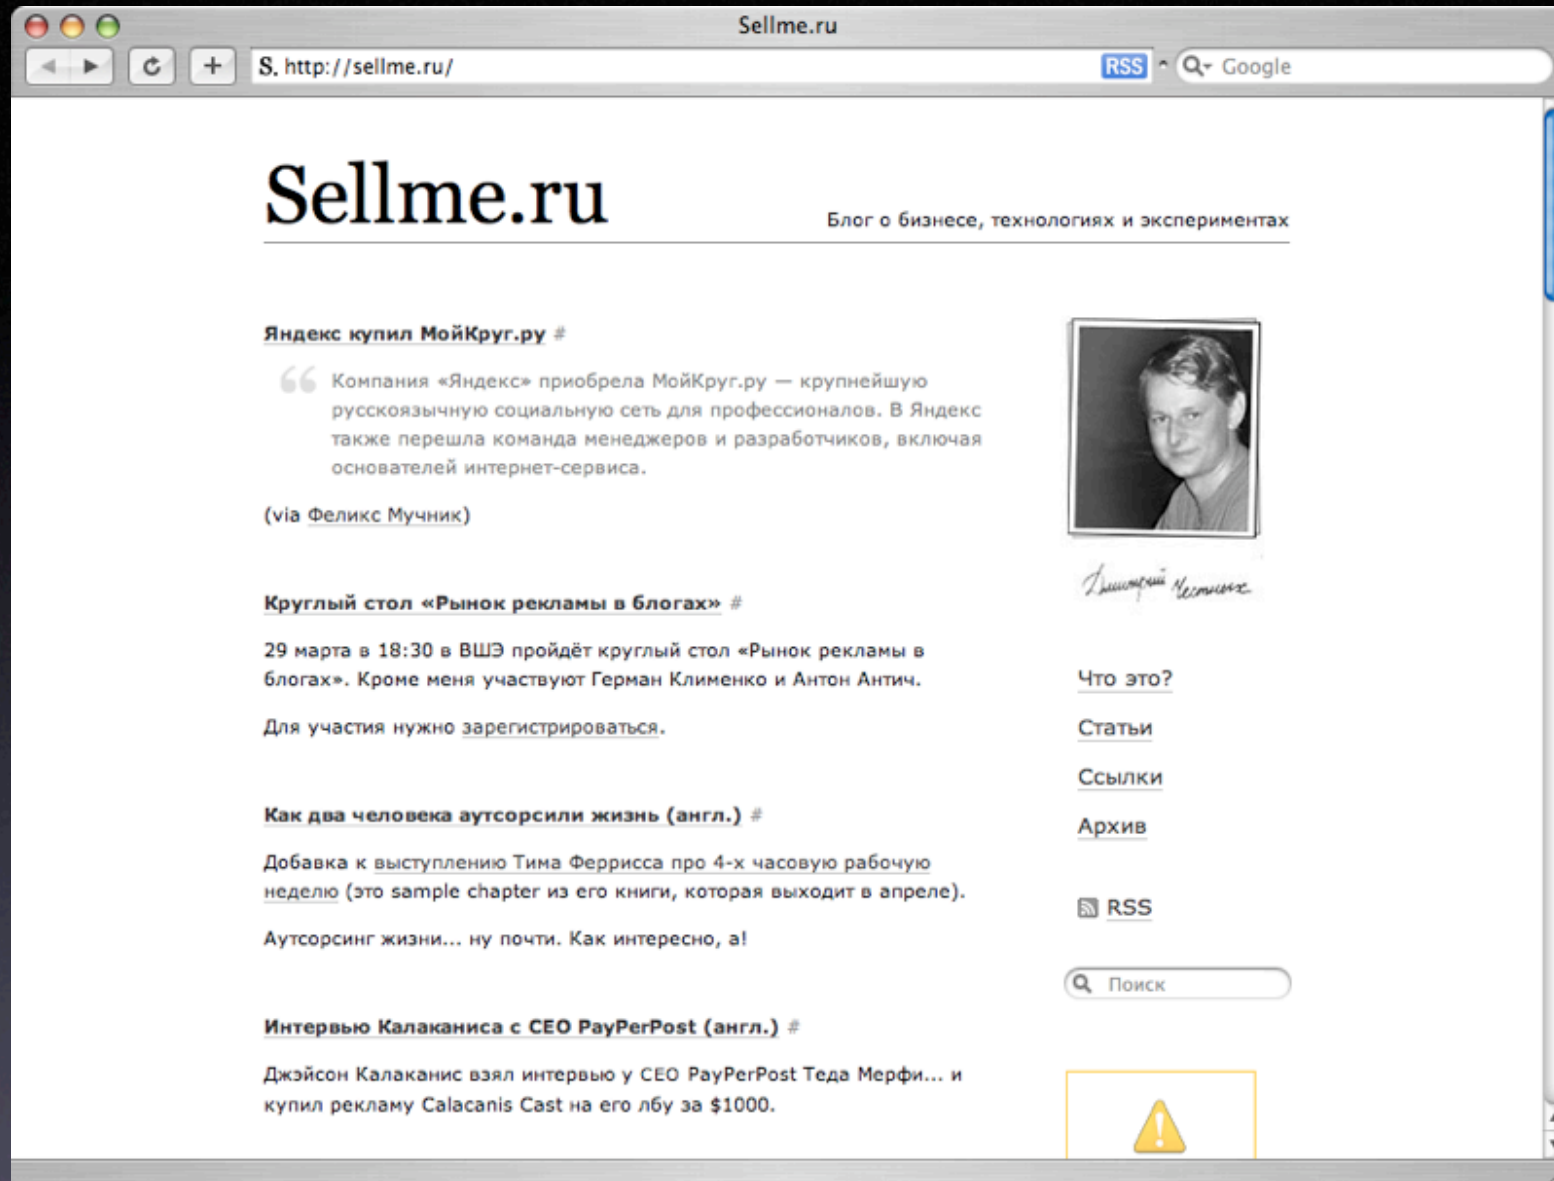 Sellme.ru
S. http://sellme.ru/
RSS
Google
Sellme.ru
Блог о бизнесе, технологиях и экспериментах
Яндекс купил МойКруг.ру #
Компания «Яндекс» приобрела МойКруг.ру — крупнейшую
русскоязычную социальную сеть для профессионалов. В Яндекс
также перешла команда менеджеров и разработчиков, включая
основателей интернет-сервиса.
(via Феликс Мучник)
Круглый стол «Рынок рекламы в блогах» #
29 марта в 18:30 в ВШЭ пройдёт круглый стол «Рынок рекламы в
блогах». Кроме меня участвуют Герман Клименко и Антон Антич.
Для участия нужно зарегистрироваться.
Как два человека аутсорсили жизнь (англ.) #
Добавка к выступлению Тима Феррисса про 4-х часовую рабочую
неделю (это sample chapter из его книги, которая выходит в апреле).
Аутсорсинг жизни... ну почти. Как интересно, а!
Интервью Калаканиса с CEO PayPerPost (англ.) #
Джэйсон Калаканис взял интервью у CEO PayPerPost Теда Мерфи... и
купил рекламу Calacanis Cast на его лбу за $1000.
Дмитрий Честных
Что это?
Статьи
Ссылки
Архив
RSS
Поиск